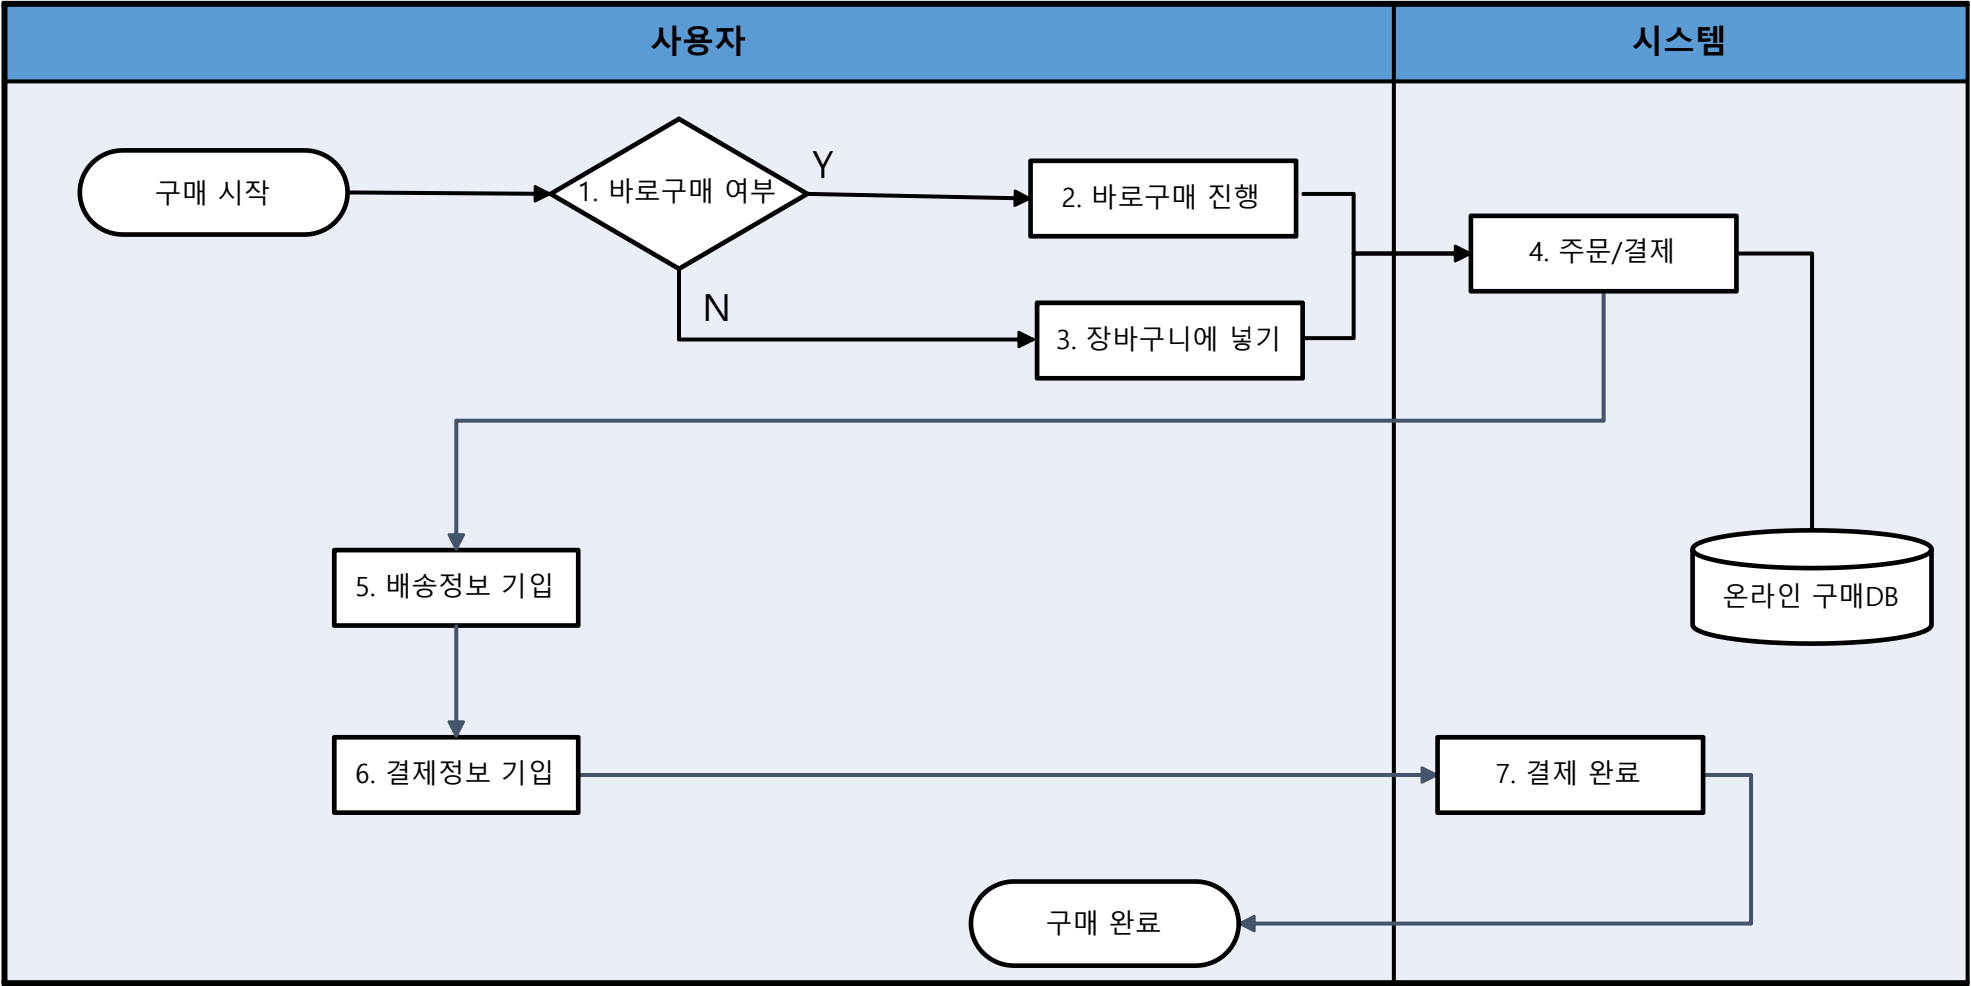 사용자
시스템
구매 시작
1. 바로구매 여부
Y
2. 바로구매 진행
N
3. 장바구니에 넣기
4. 주문/결제
5. 배송정보 기입
온라인 구매DB
6. 결제정보 기입
7. 결제 완료
구매 완료